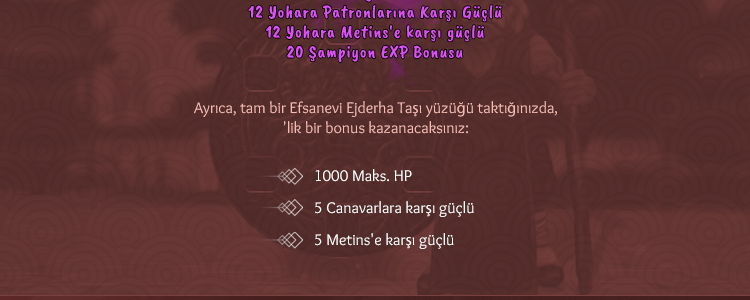 12 Yohara Patronlarına Karşı Güçlü
12 Yohara Metins'e karşı güçlü
20 Şampiyon EXP Bonusu
Ayrıca, tam bir Efsanevi Ejderha Taşı yüzüğü taktığınızda,
'lik bir bonus kazanacaksınız:
1000 Maks. HP
5 Canavarlara karşı güçlü
5 Metins'e karşı güçlü